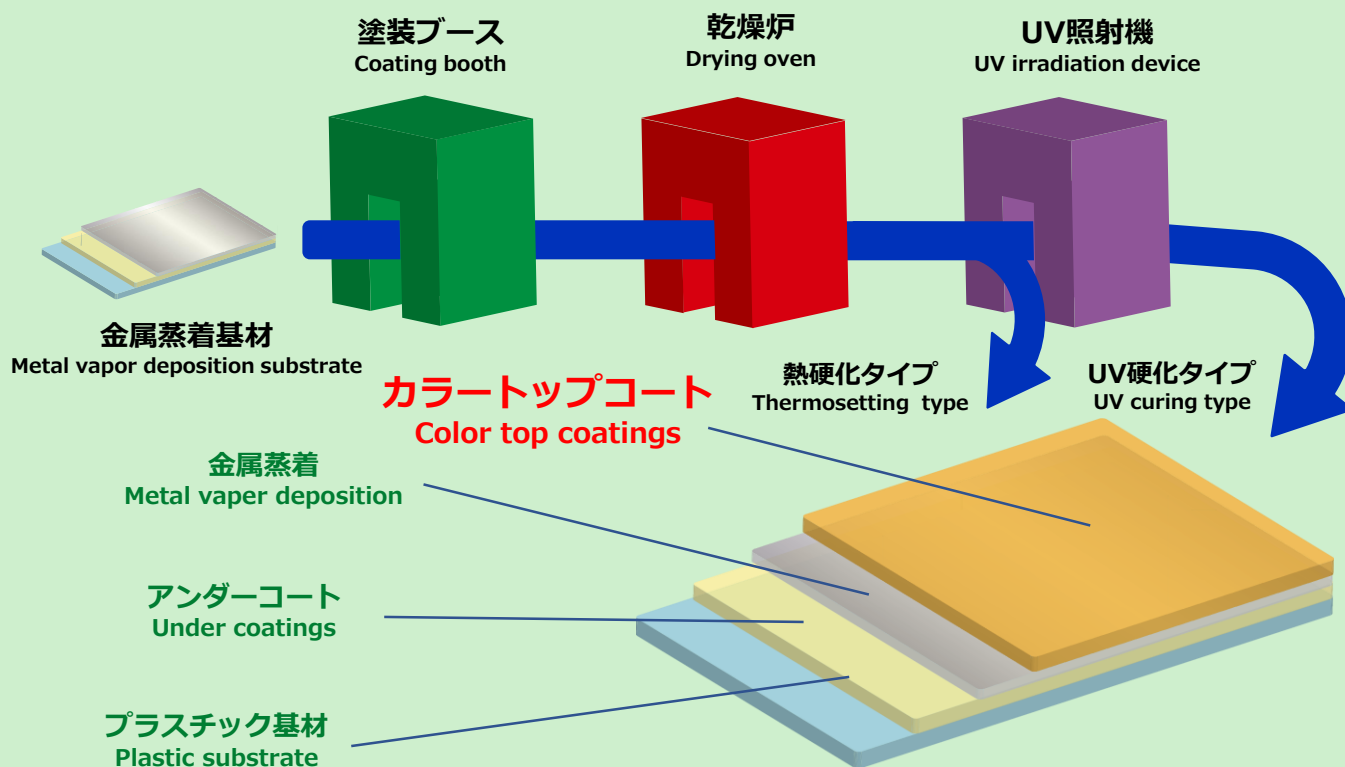 塗装ブース
Coating booth
乾燥炉
Drying oven
UV照射機
UV irradiation device
金属蒸着基材
Metal vapor deposition substrate
熱硬化タイプ
Thermosetting type
UV硬化タイプ
UV curing type
カラートップコート
Color top coatings
金属蒸着
Metal vaper deposition
アンダーコート
Under coatings
プラスチック基材
Plastic substrate